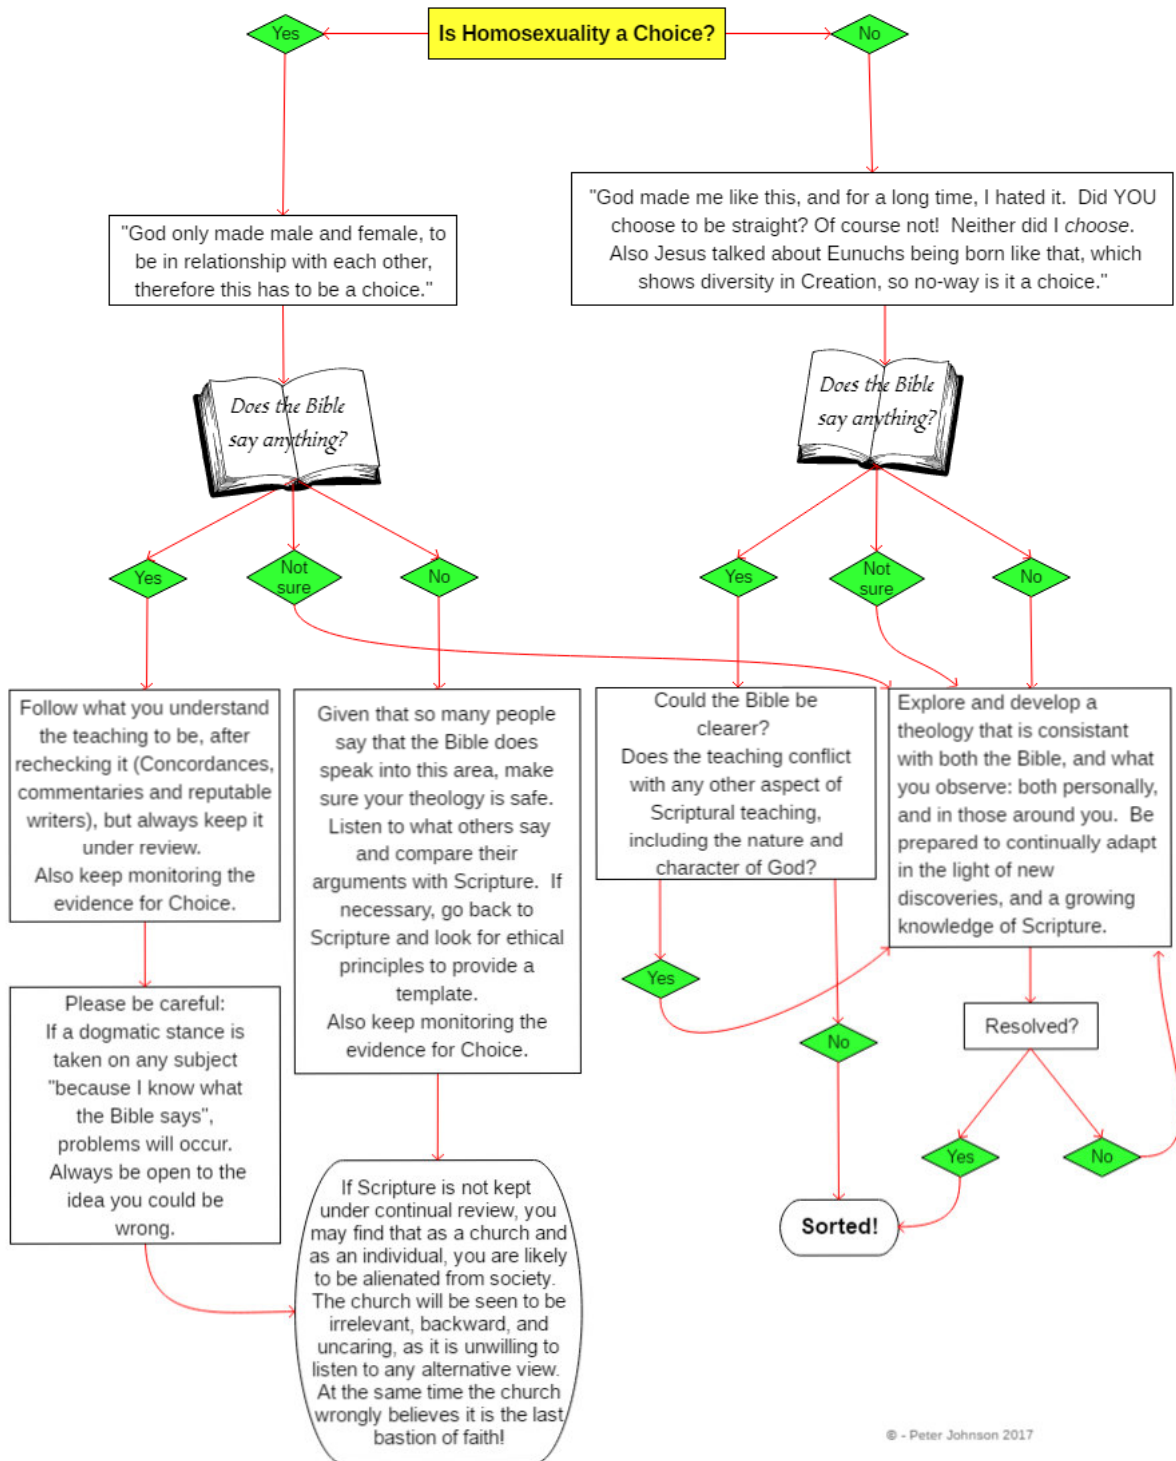 Is Homosexuality a Choice?
Yes
No
"God only made male and female, to
be in relationship with each other,
therefore this has to be a choice."
"God made me like this, and for a long time, I hated it.  Did YOU
choose to be straight? Of course not!  Neither did I choose.
Also Jesus talked about Eunuchs being born like that, which
shows diversity in Creation, so no-way is it a choice."
Does the Bible
say anything?
Does the Bible
say anything?
Yes
Not
sure
No
Yes
Not
sure
No
Follow what you understand
the teaching to be, after
rechecking it (Concordances,
commentaries and reputable
writers), but always keep it
under review.
Also keep monitoring the
evidence for Choice.
Given that so many people
say that the Bible does
speak into this area, make
sure your theology is safe.
Listen to what others say
and compare their
arguments with Scripture.  If
necessary, go back to
Scripture and look for ethical
principles to provide a
template.
Also keep monitoring the
evidence for Choice.
Could the Bible be
clearer?
Does the teaching conflict
with any other aspect of
Scriptural teaching,
including the nature and
character of God?
Explore and develop a
theology that is consistant
with both the Bible, and what
you observe: both personally,
and in those around you.  Be
prepared to continually adapt
in the light of new
discoveries, and a growing
knowledge of Scripture.
Yes
No
Resolved?
Yes
No
Sorted!
Please be careful:
If a dogmatic stance is
taken on any subject
"because I know what
the Bible says",
problems will occur.
Always be open to the
idea you could be
wrong.
If Scripture is not kept
under continual review, you
may find that as a church and
as an individual, you are likely
to be alienated from society.
The church will be seen to be
irrelevant, backward, and
uncaring, as it is unwilling to
listen to any alternative view.
At the same time the church
wrongly believes it is the last
bastion of faith!
© - Peter Johnson 2017